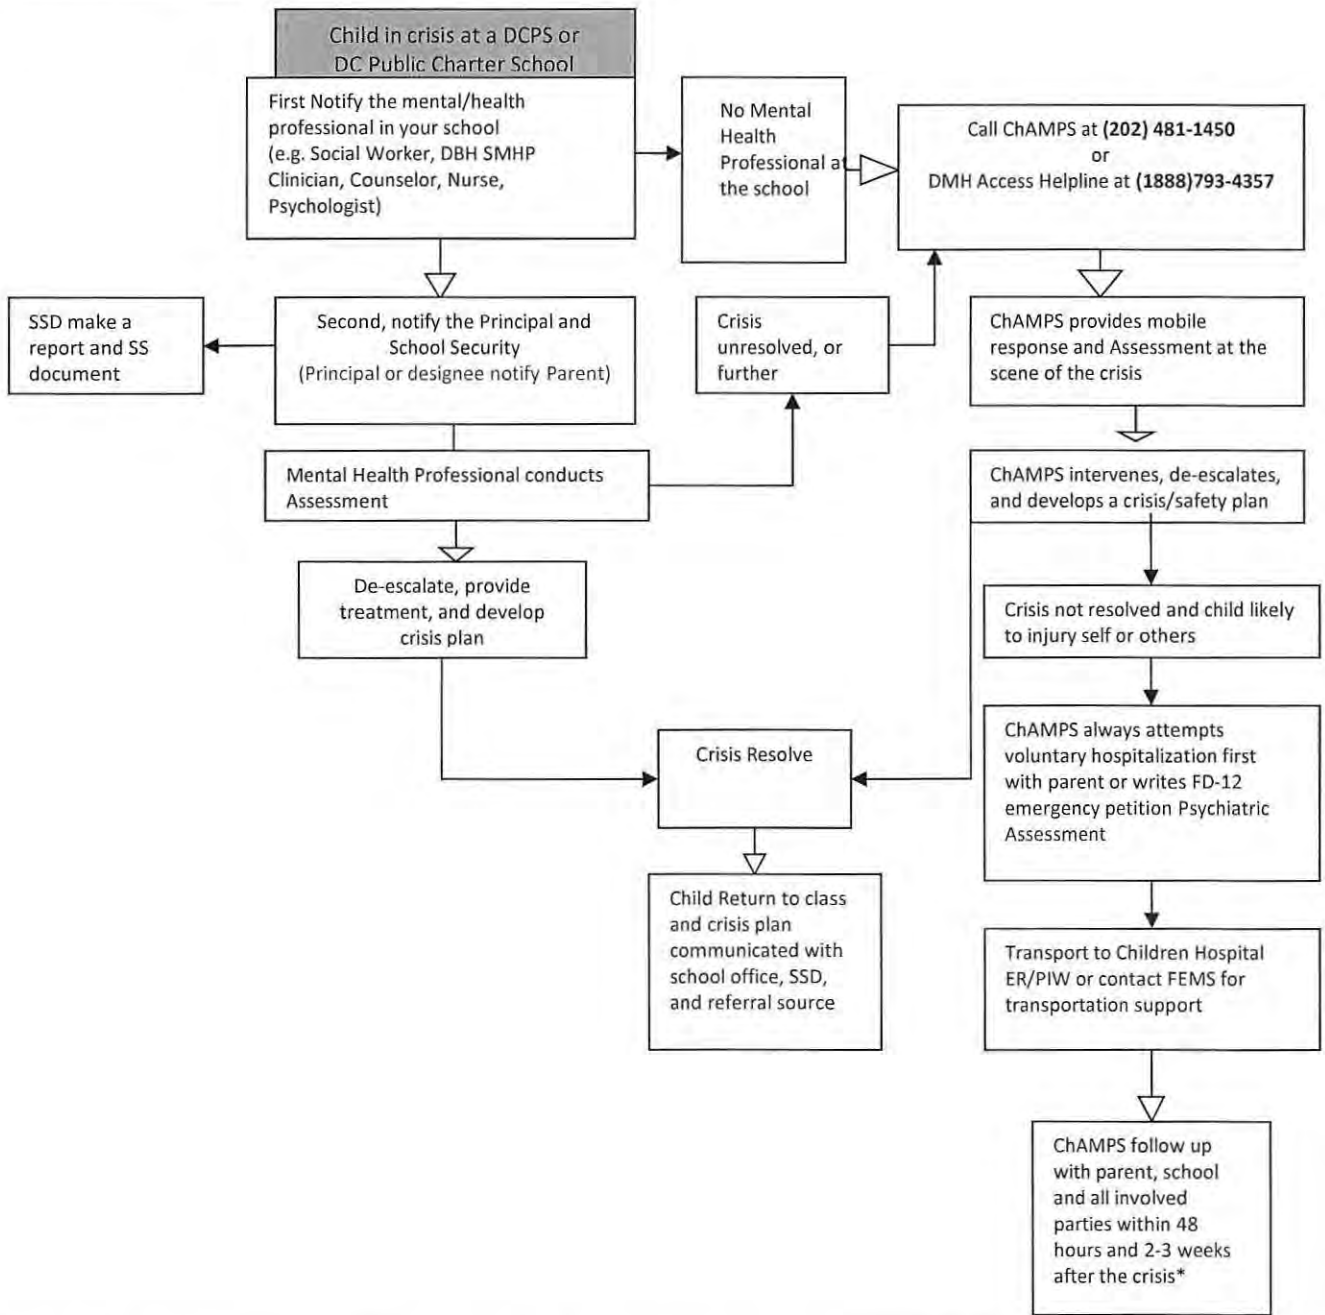 Child in crisis at a DCPS or
DC Public Charter School
First Notify the mental/health
professional in your school
(e.g. Social Worker, DBH SMHP
Clinician, Counselor, Nurse,
Psychologist)
No Mental
Health
Professional at
the school
Call ChAMPS at (202) 481-1450
or
DMH Access Helpline at (1888)793-4357
SSD make a
report and SS
document
Second, notify the Principal and
School Security
(Principal or designee notify Parent)
Crisis
unresolved, or
further
ChAMPS provides mobile
response and Assessment at the
scene of the crisis
Mental Health Professional conducts
Assessment
ChAMPS intervenes, de-escalates,
and develops a crisis/safety plan
De-escalate, provide
treatment, and develop
crisis plan
Crisis not resolved and child likely
to injury self or others
Crisis Resolve
ChAMPS always attempts
voluntary hospitalization first
with parent or writes FD-12
emergency petition Psychiatric
Assessment
Child Return to class
and crisis plan
communicated with
school office, SSD,
and referral source
Transport to Children Hospital
ER/PIW or contact FEMS for
transportation support
ChAMPS follow up
with parent, school
and all involved
parties within 48
hours and 2-3 weeks
after the crisis*